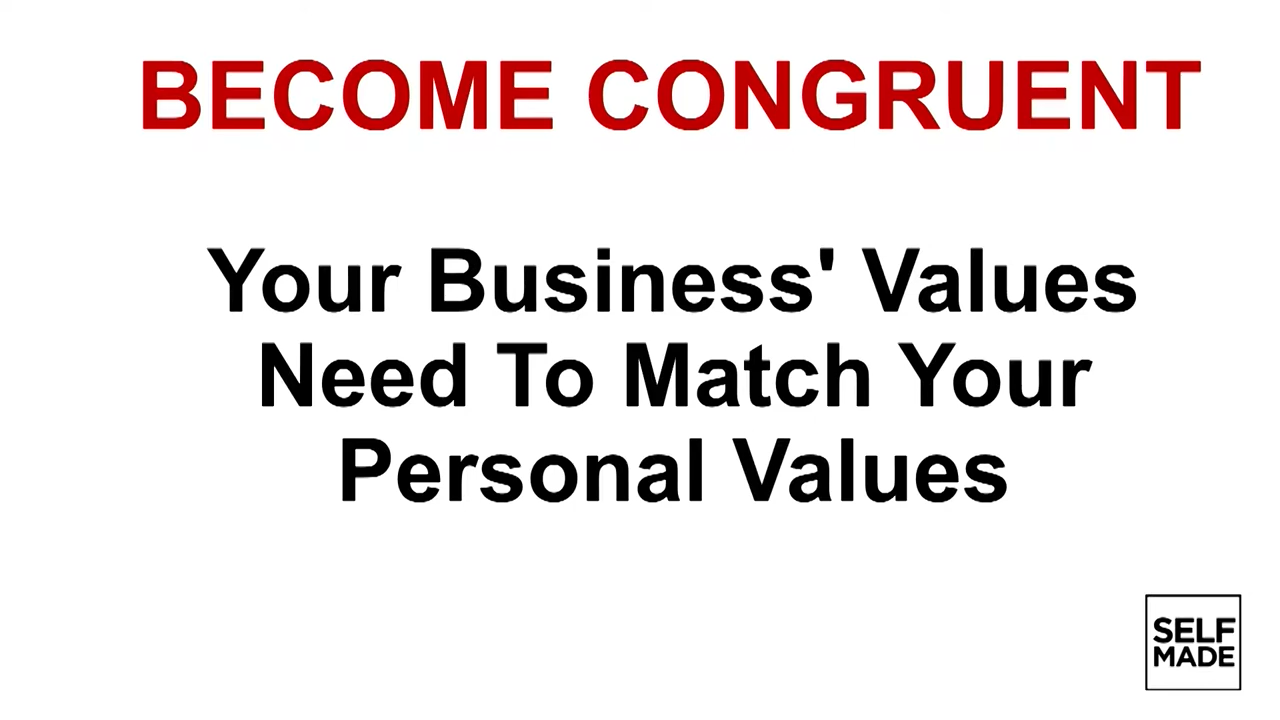 BECOME CONGRUENT
Your Business' Values
Need To Match Your
Personal Values
SELF
MADE